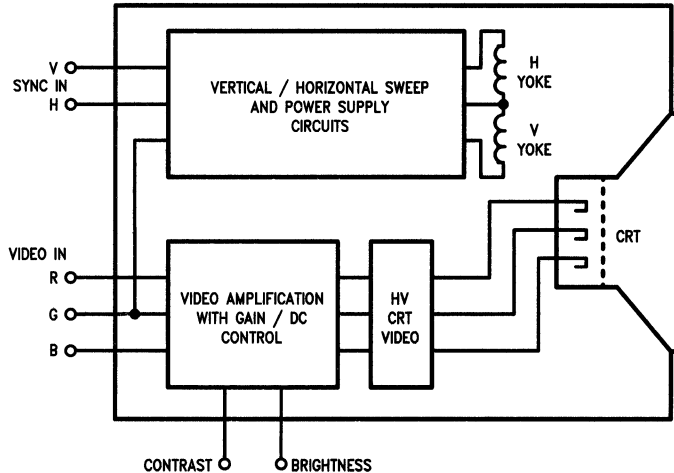 V
SYNC IN
H
VERTICAL / HORIZONTAL SWEEP
AND POWER SUPPLY
CIRCUITS
H
YOKE
V
YOKE
CRT
VIDEO IN
R
G
B
VIDEO AMPLIFICATION
WITH GAIN / DC
CONTROL
HV
CRT
VIDEO
CONTRAST
BRIGHTNESS